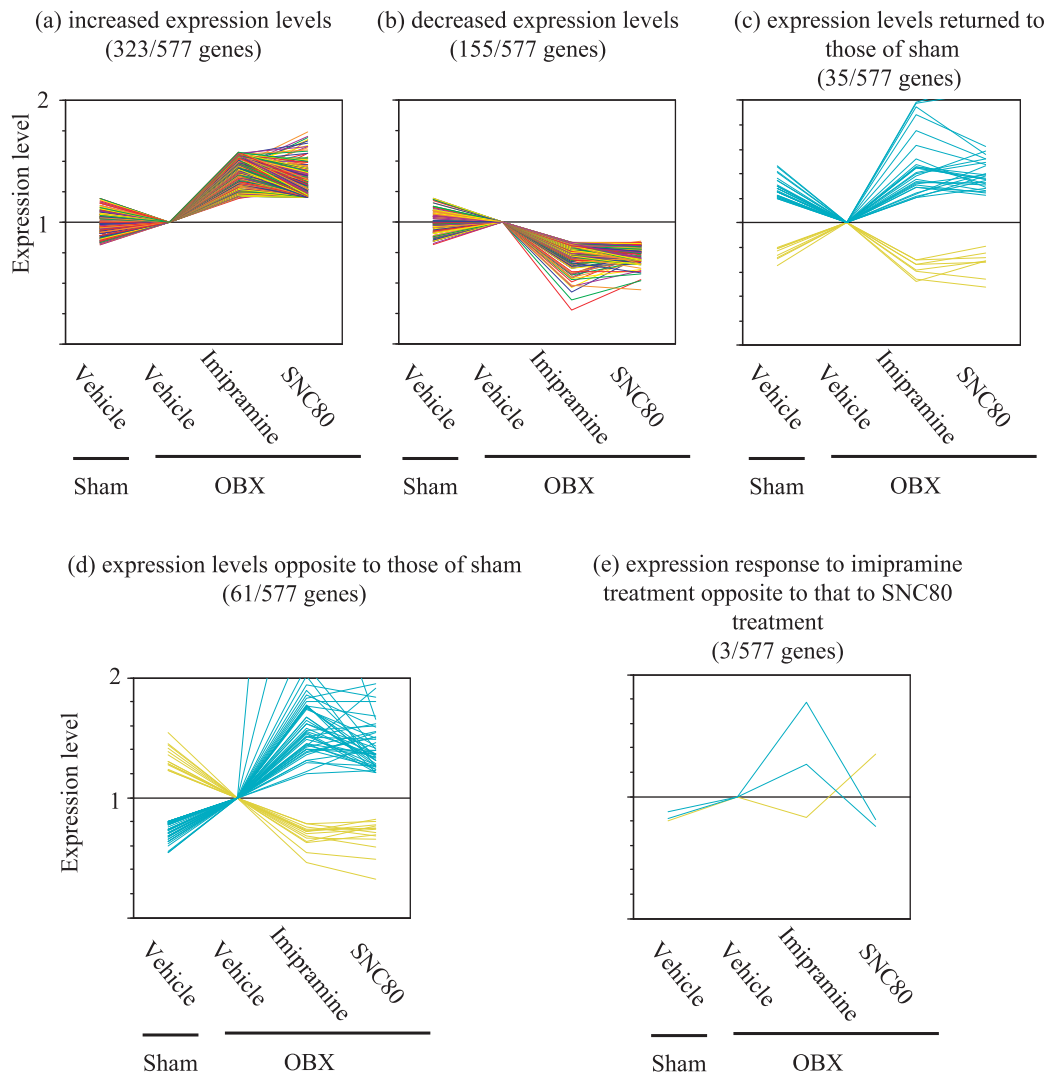 (a) increased expression levels
(323/577 genes)
(b) decreased expression levels
(155/577 genes)
(c) expression levels returned to
those of sham
(35/577 genes)
2
1
Expression level
Vehicle
Vehicle
Imipramine
SNC80
Sham
OBX
Vehicle
Vehicle
Imipramine
SNC80
Sham
OBX
Vehicle
Vehicle
Imipramine
SNC80
Sham
OBX
(d) expression levels opposite to those of sham
(61/577 genes)
(e) expression response to imipramine
treatment opposite to that to SNC80
treatment
(3/577 genes)
2
1
Expression level
Vehicle
Vehicle
Imipramine
SNC80
Sham
OBX
Vehicle
Vehicle
Imipramine
SNC80
Sham
OBX